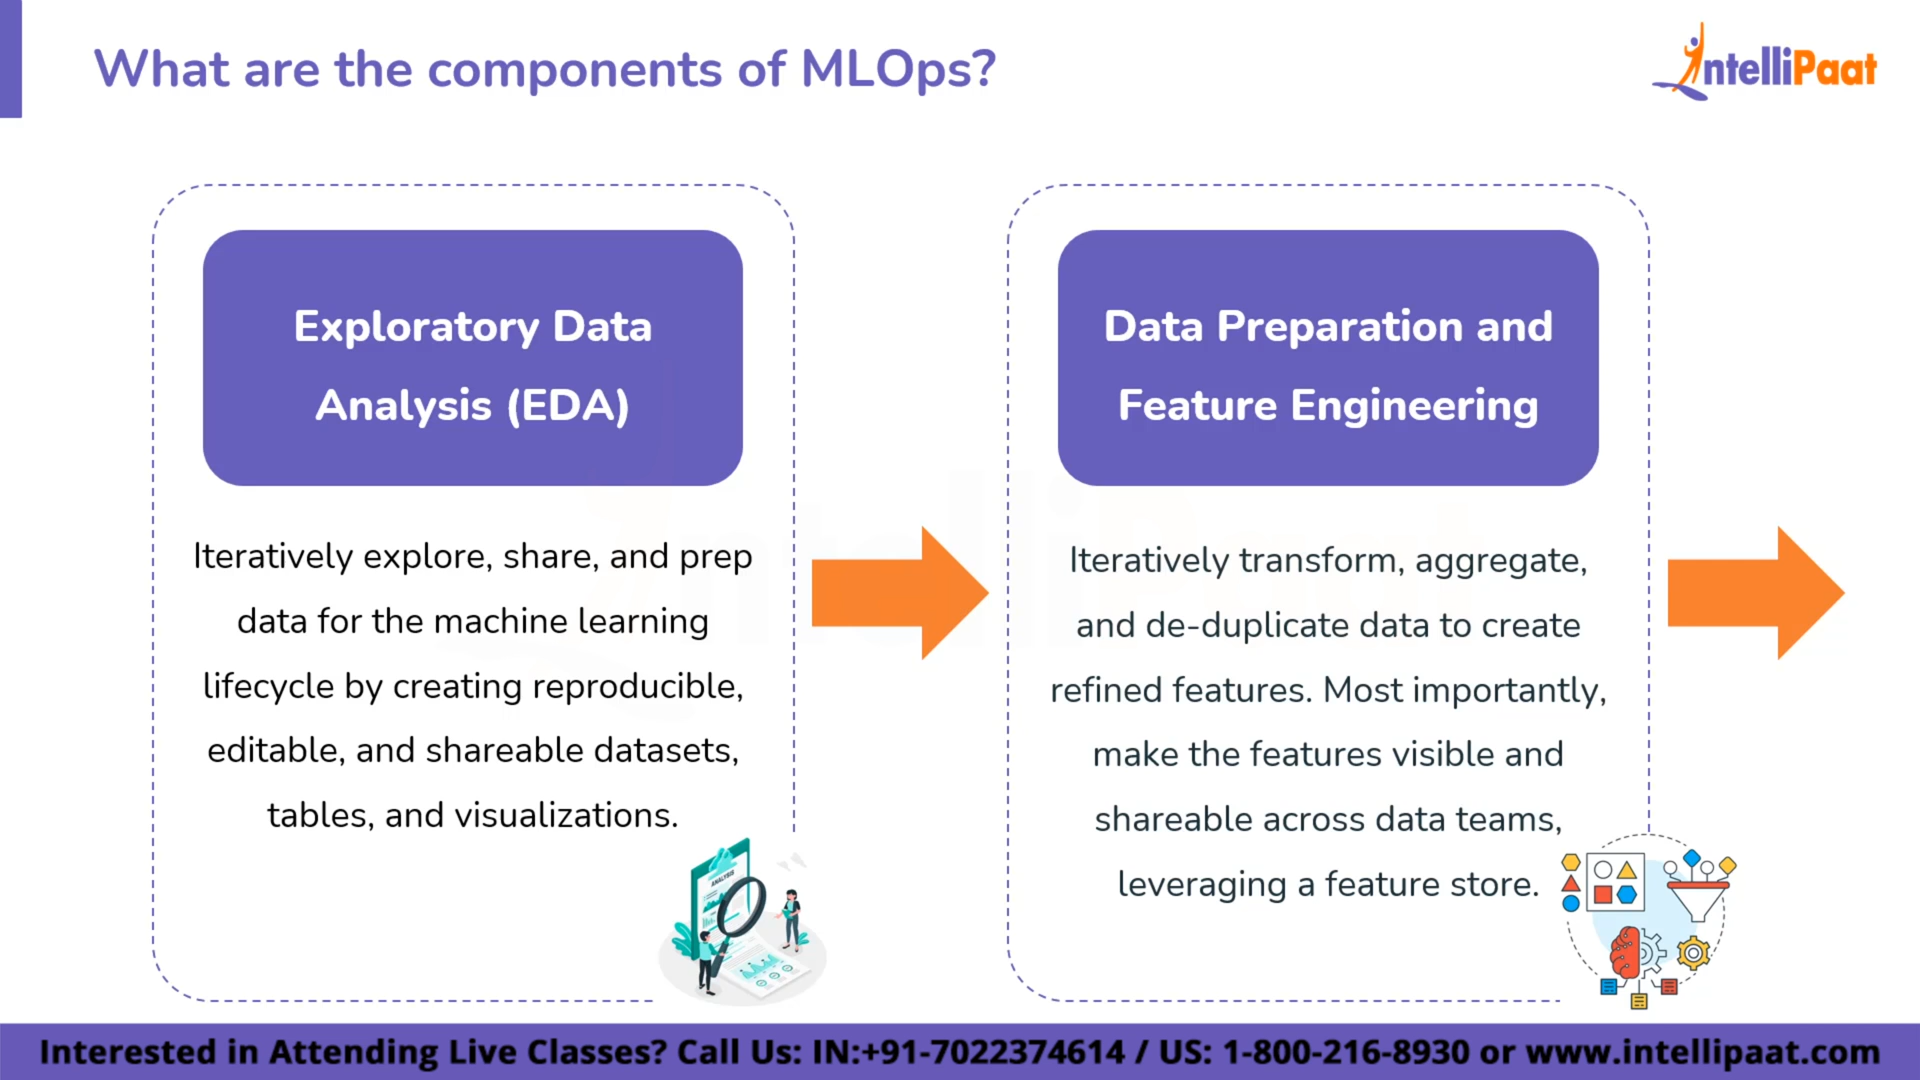 What are the components of MLOps?
IntelliPaat
Exploratory Data
Analysis (EDA)
Iteratively explore, share, and prep
data for the machine learning
lifecycle by creating reproducible,
editable, and shareable datasets,
tables, and visualizations.
ANALYSIS
Data Preparation and
Feature Engineering
Iteratively transform, aggregate,
and de-duplicate data to create
refined features. Most importantly,
make the features visible and
shareable across data teams,
leveraging a feature store.
IntelliPaat
Interested in Attending Live Classes? Call Us: IN:+91-7022374614 / US: 1-800-216-8930 or www.intellipaat.com